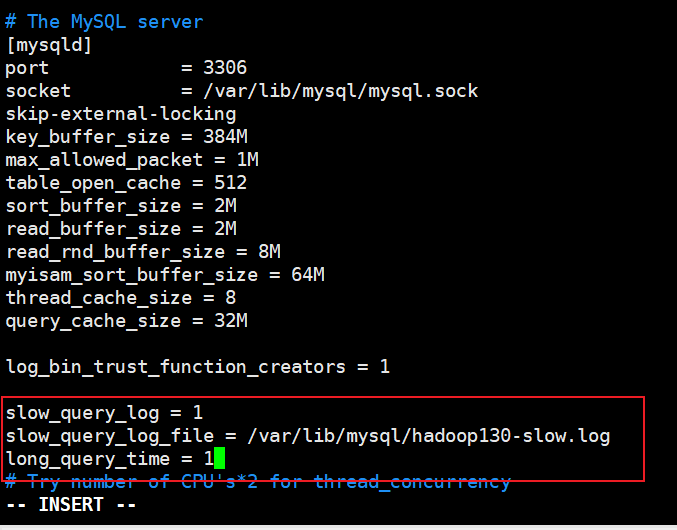 # The MySQL server
[mysqld]
port            = 3306
socket          = /var/lib/mysql/mysql.sock
skip-external-locking
key_buffer_size = 384M
max_allowed_packet = 1M
table_open_cache = 512
sort_buffer_size = 2M
read_buffer_size = 2M
read_rnd_buffer_size = 8M
myisam_sort_buffer_size = 64M
thread_cache_size = 8
query_cache_size = 32M
log_bin_trust_function_creators = 1
slow_query_log = 1
slow_query_log_file = /var/lib/mysql/hadoop130-slow.log
long_query_time = 1
# Try number of CPU's*2 for thread_concurrency
-- INSERT --